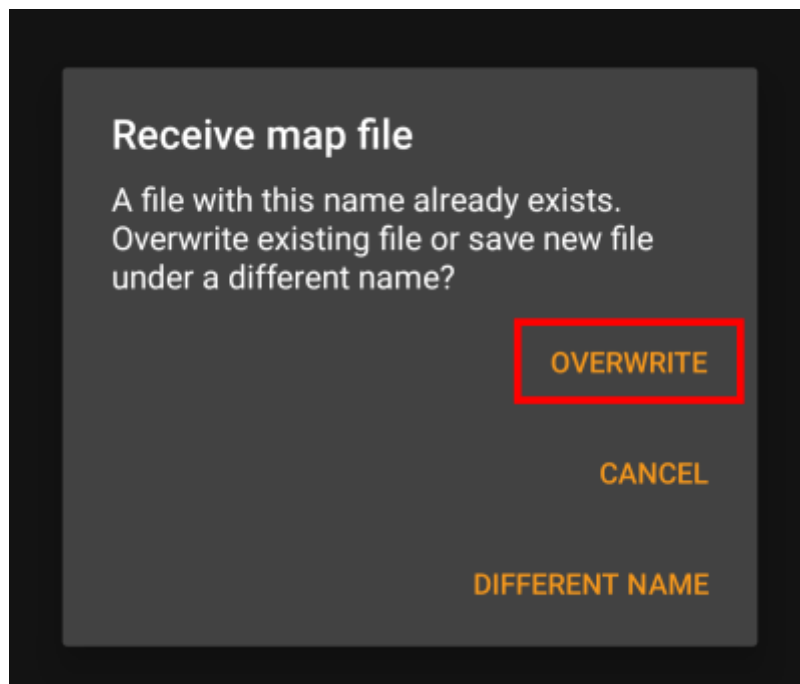 Receive map file
A file with this name already exists.
Overwrite existing file or save new file
under a different name?
OVERWRITE
CANCEL
DIFFERENT NAME